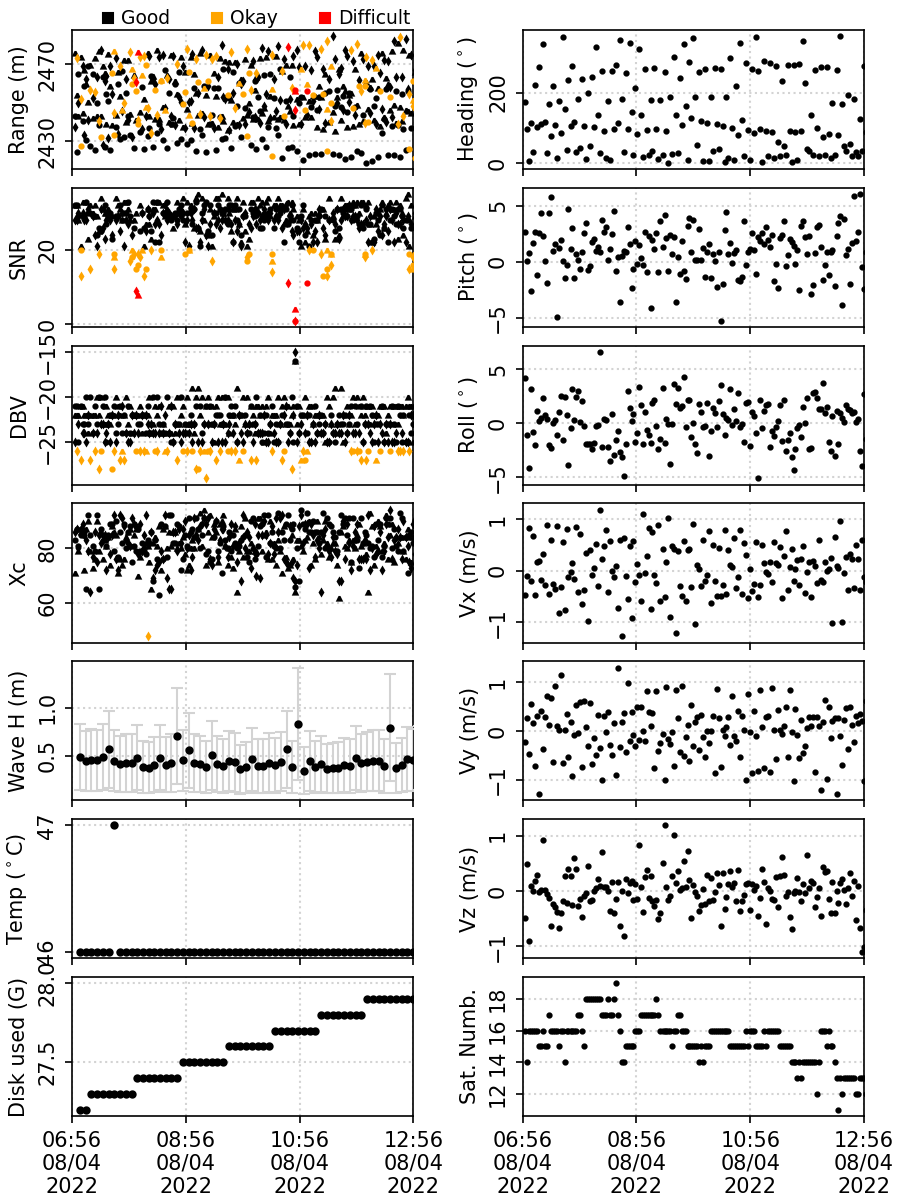 Good Okay Difficult
Range (m)
2470
2430
Heading (°)
200
0
SNR
20
0
Pitch (°)
5
0
−5
DBV
−15
−20
−25
Roll (°)
5
0
−5
Xc
80
60
Vx (m/s)
1
0
−1
Wave H (m)
1.0
0.5
Vy (m/s)
1
0
−1
Temp (°C)
47
46
Vz (m/s)
1
0
−1
Disk used (G)
28.0
27.5
Sat. Numb.
18
16
14
12
06:56 08:56 10:56 12:56
08/04 08/04 08/04 08/04
2022 2022 2022 2022
06:56 08:56 10:56 12:56
08/04 08/04 08/04 08/04
2022 2022 2022 2022